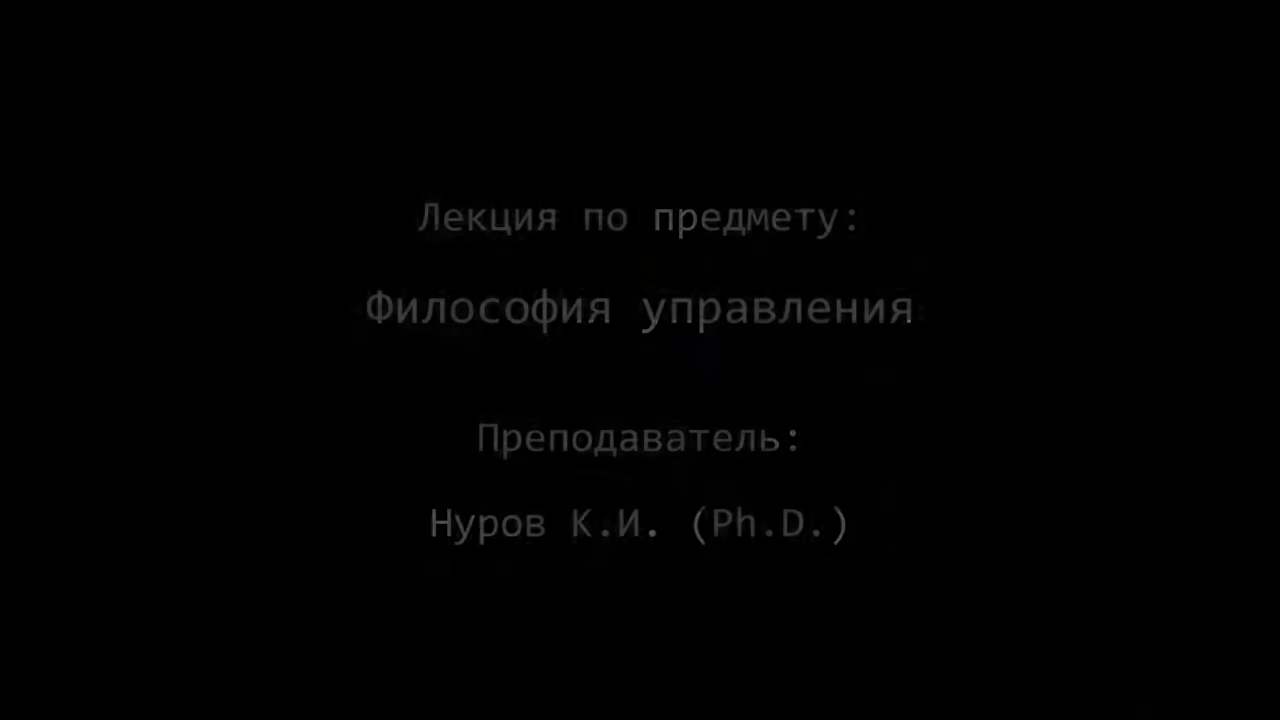 Лекция по предмету:
Философия управления
Преподаватель:
Нуров К.И. (Ph.D.)